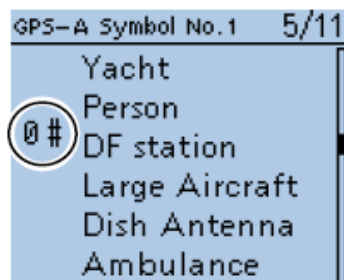 GPS–A Symbol No.1 5/11
Yacht
Person
0 #
DF station
Large Aircraft
Dish Antenna
Ambulance